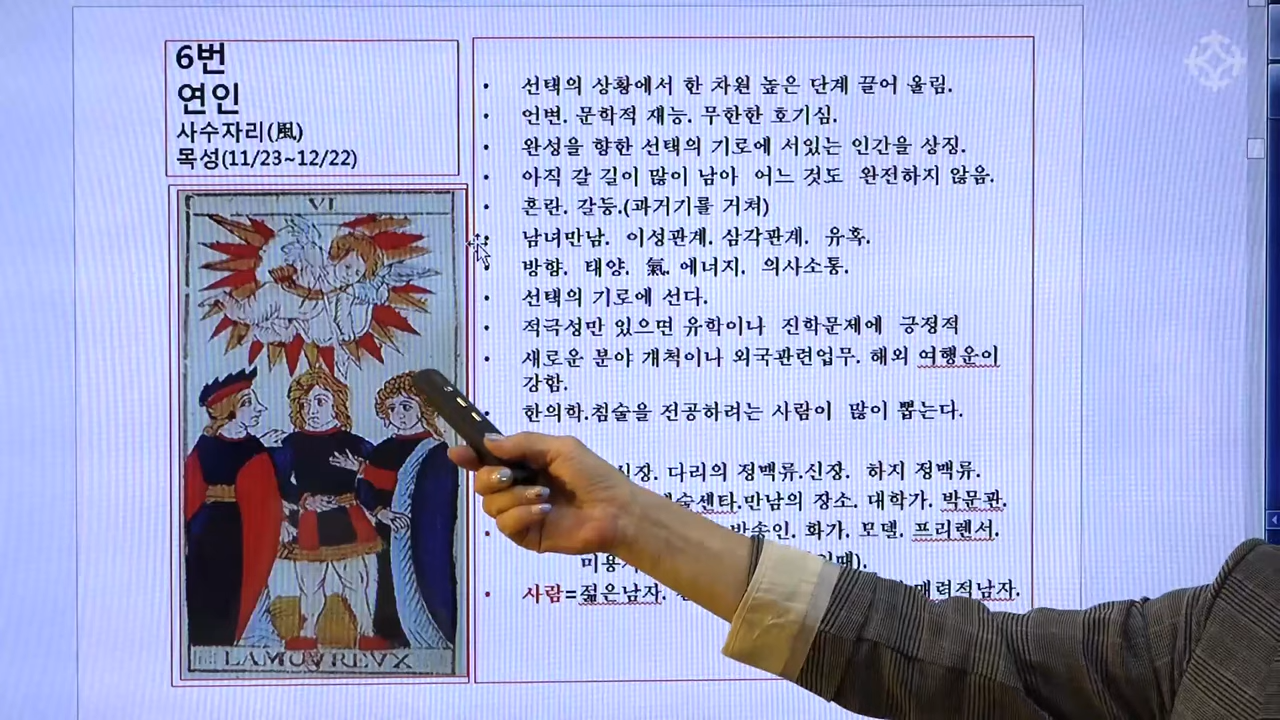 6번
연인
사수자리(風)
목성(11/23~12/22)
VI
LAMOVREVX
• 선택의 상황에서 한 차원 높은 단계 끌어 올림.
• 언변. 문학적 재능. 무한한 호기심.
• 완성을 향한 선택의 기로에 서있는 인간을 상징.
• 아직 갈 길이 많이 남아 어느 것도 완전하지 않음.
• 혼란. 갈등.(과거기를 거쳐)
• 남녀만남. 이성관계. 삼각관계. 유혹.
방향. 태양. 氣. 에너지. 의사소통.
• 선택의 기로에 선다.
• 적극성만 있으면 유학이나 진학문제에 긍정적
• 새로운 분야 개척이나 외국관련업무. 해외 여행운이
강함.
• 한의학.침술을 전공하려는 사람이 많이 뽑는다.
다리의 정맥류.신장. 하지 정맥류.
만남의 장소. 대학가. 박문관.
• 방송인. 화가. 모델. 프리렌서.
• 사람=젊은남자. 매력적남자.